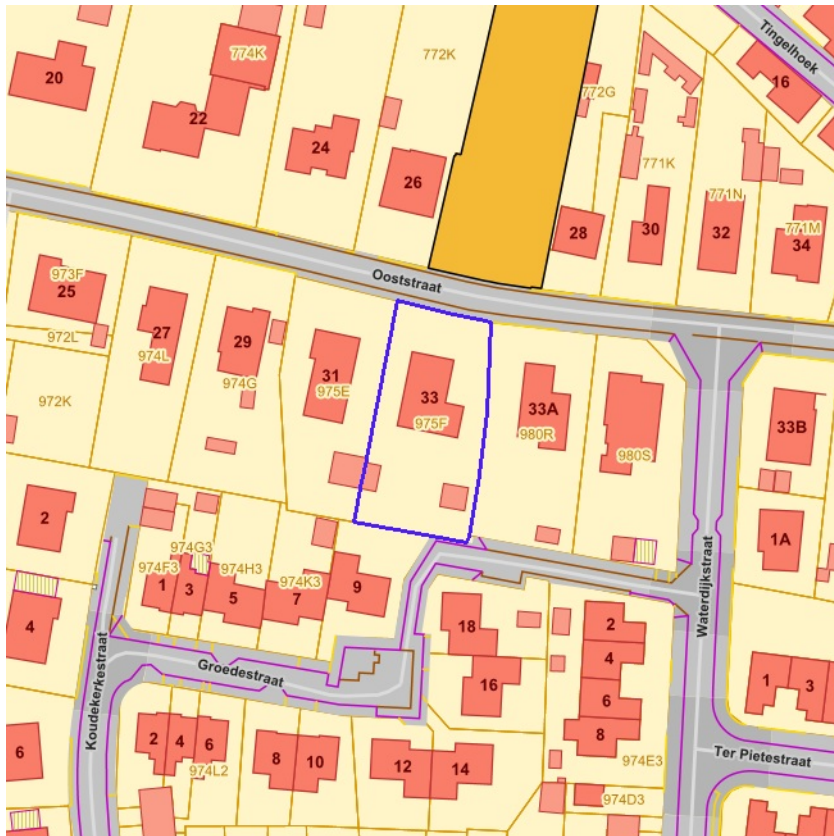 Tingelhoek
20
774K
772K
16
22
772G
24
26
771K
771N
28
30
32
34
771M
Ooststraat
973F
25
27
29
972L
974L
974G
31
975E
33
975F
33A
980R
980S
33B
972K
2
974G3
974F3
974H3
974K3
1
3
5
7
9
1A
4
18
2
4
16
6
8
1
3
Waterdijkstraat
Groedestraat
Koudekerkestraat
Ter Pietestraat
6
2
4
6
974L2
8
10
12
14
974E3
974D3